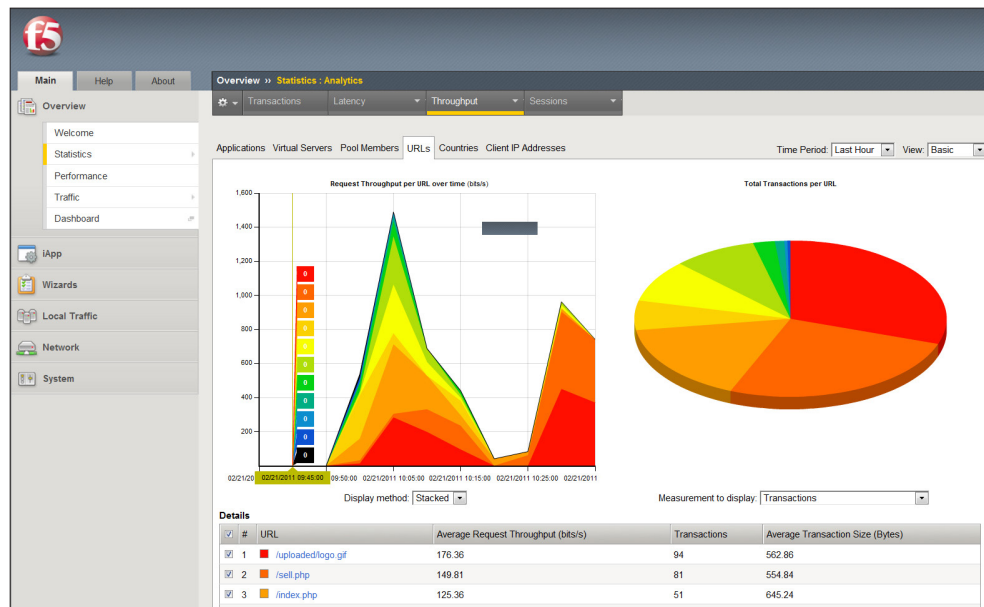 f5
Main Help About
Overview
Welcome
Statistics
Performance
Traffic
Dashboard
iApp
Wizards
Local Traffic
Network
System
Overview ›› Statistics : Analytics
Transactions Latency Throughput Sessions
Applications Virtual Servers Pool Members URLs Countries Client IP Addresses
Time Period: Last Hour View: Basic
Request Throughput per URL over time (bits/s)
1,600
1,400
1,200
1,000
800
600
400
200
0
0
0
0
0
0
0
0
0
0
0
02/21/20 02/21/2011 09:45:00 09:50:00 02/21/2011 10:05:00 02/21/2011 10:15:00 02/21/2011 10:25:00 02/21/2011
Display method: Stacked
Total Transactions per URL
Measurement to display: Transactions
Details
# URL Average Request Throughput (bits/s) Transactions Average Transaction Size (Bytes)
1 /uploaded/logo.gif 176.36 94 562.86
2 /sell.php 149.81 81 554.84
3 /index.php 125.36 51 645.24